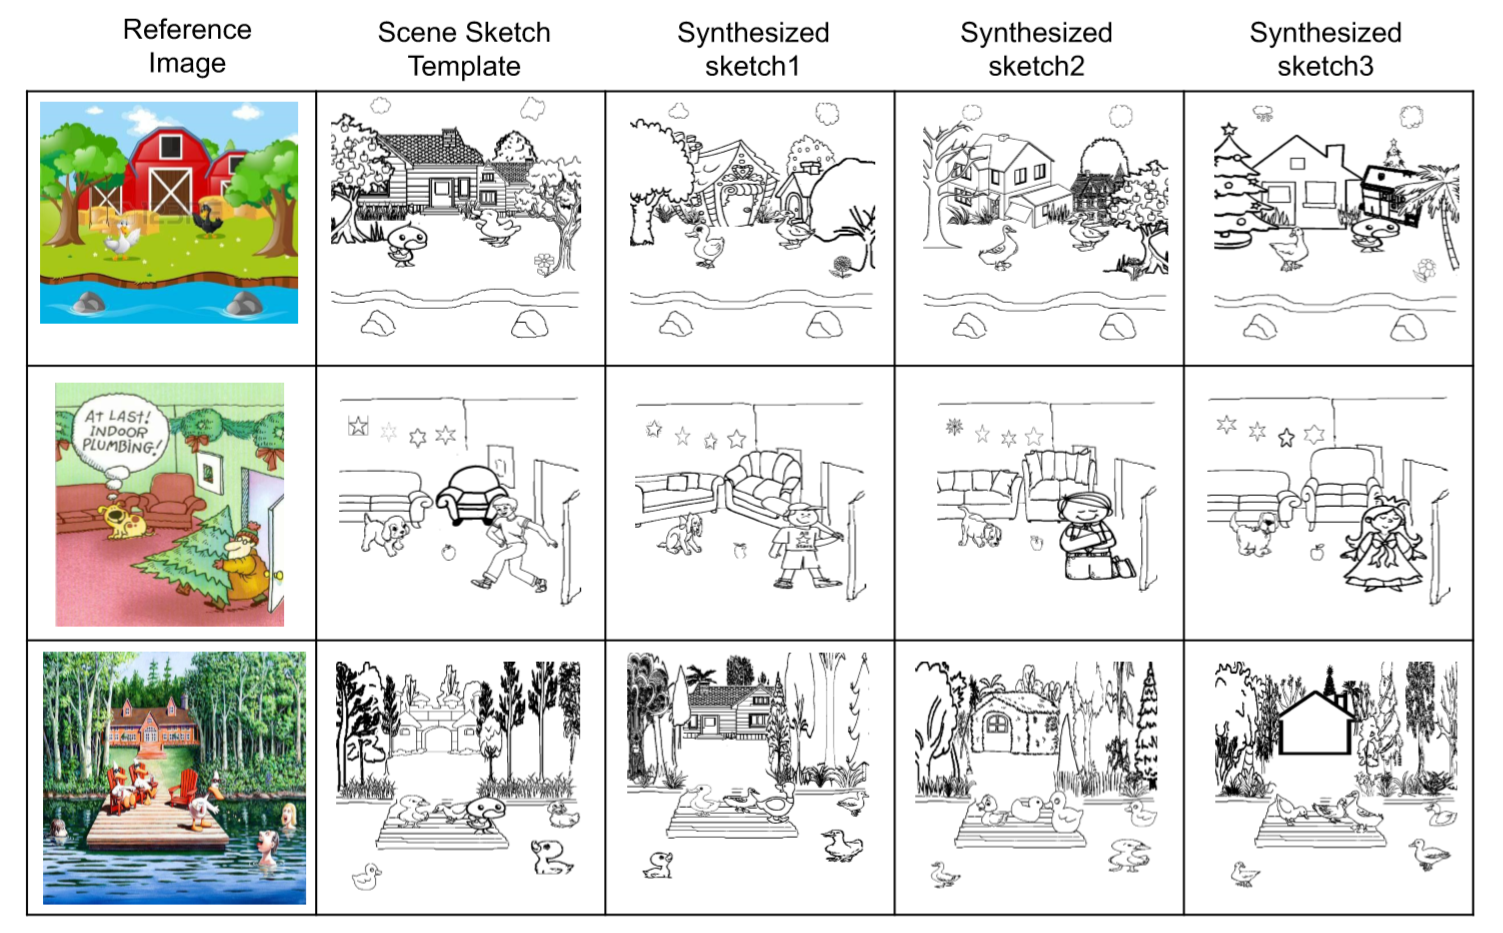 Reference
Image
Scene Sketch
Template
Synthesized
sketch1
Synthesized
sketch2
Synthesized
sketch3
AT LAST!
INDOOR
PLUMBING!